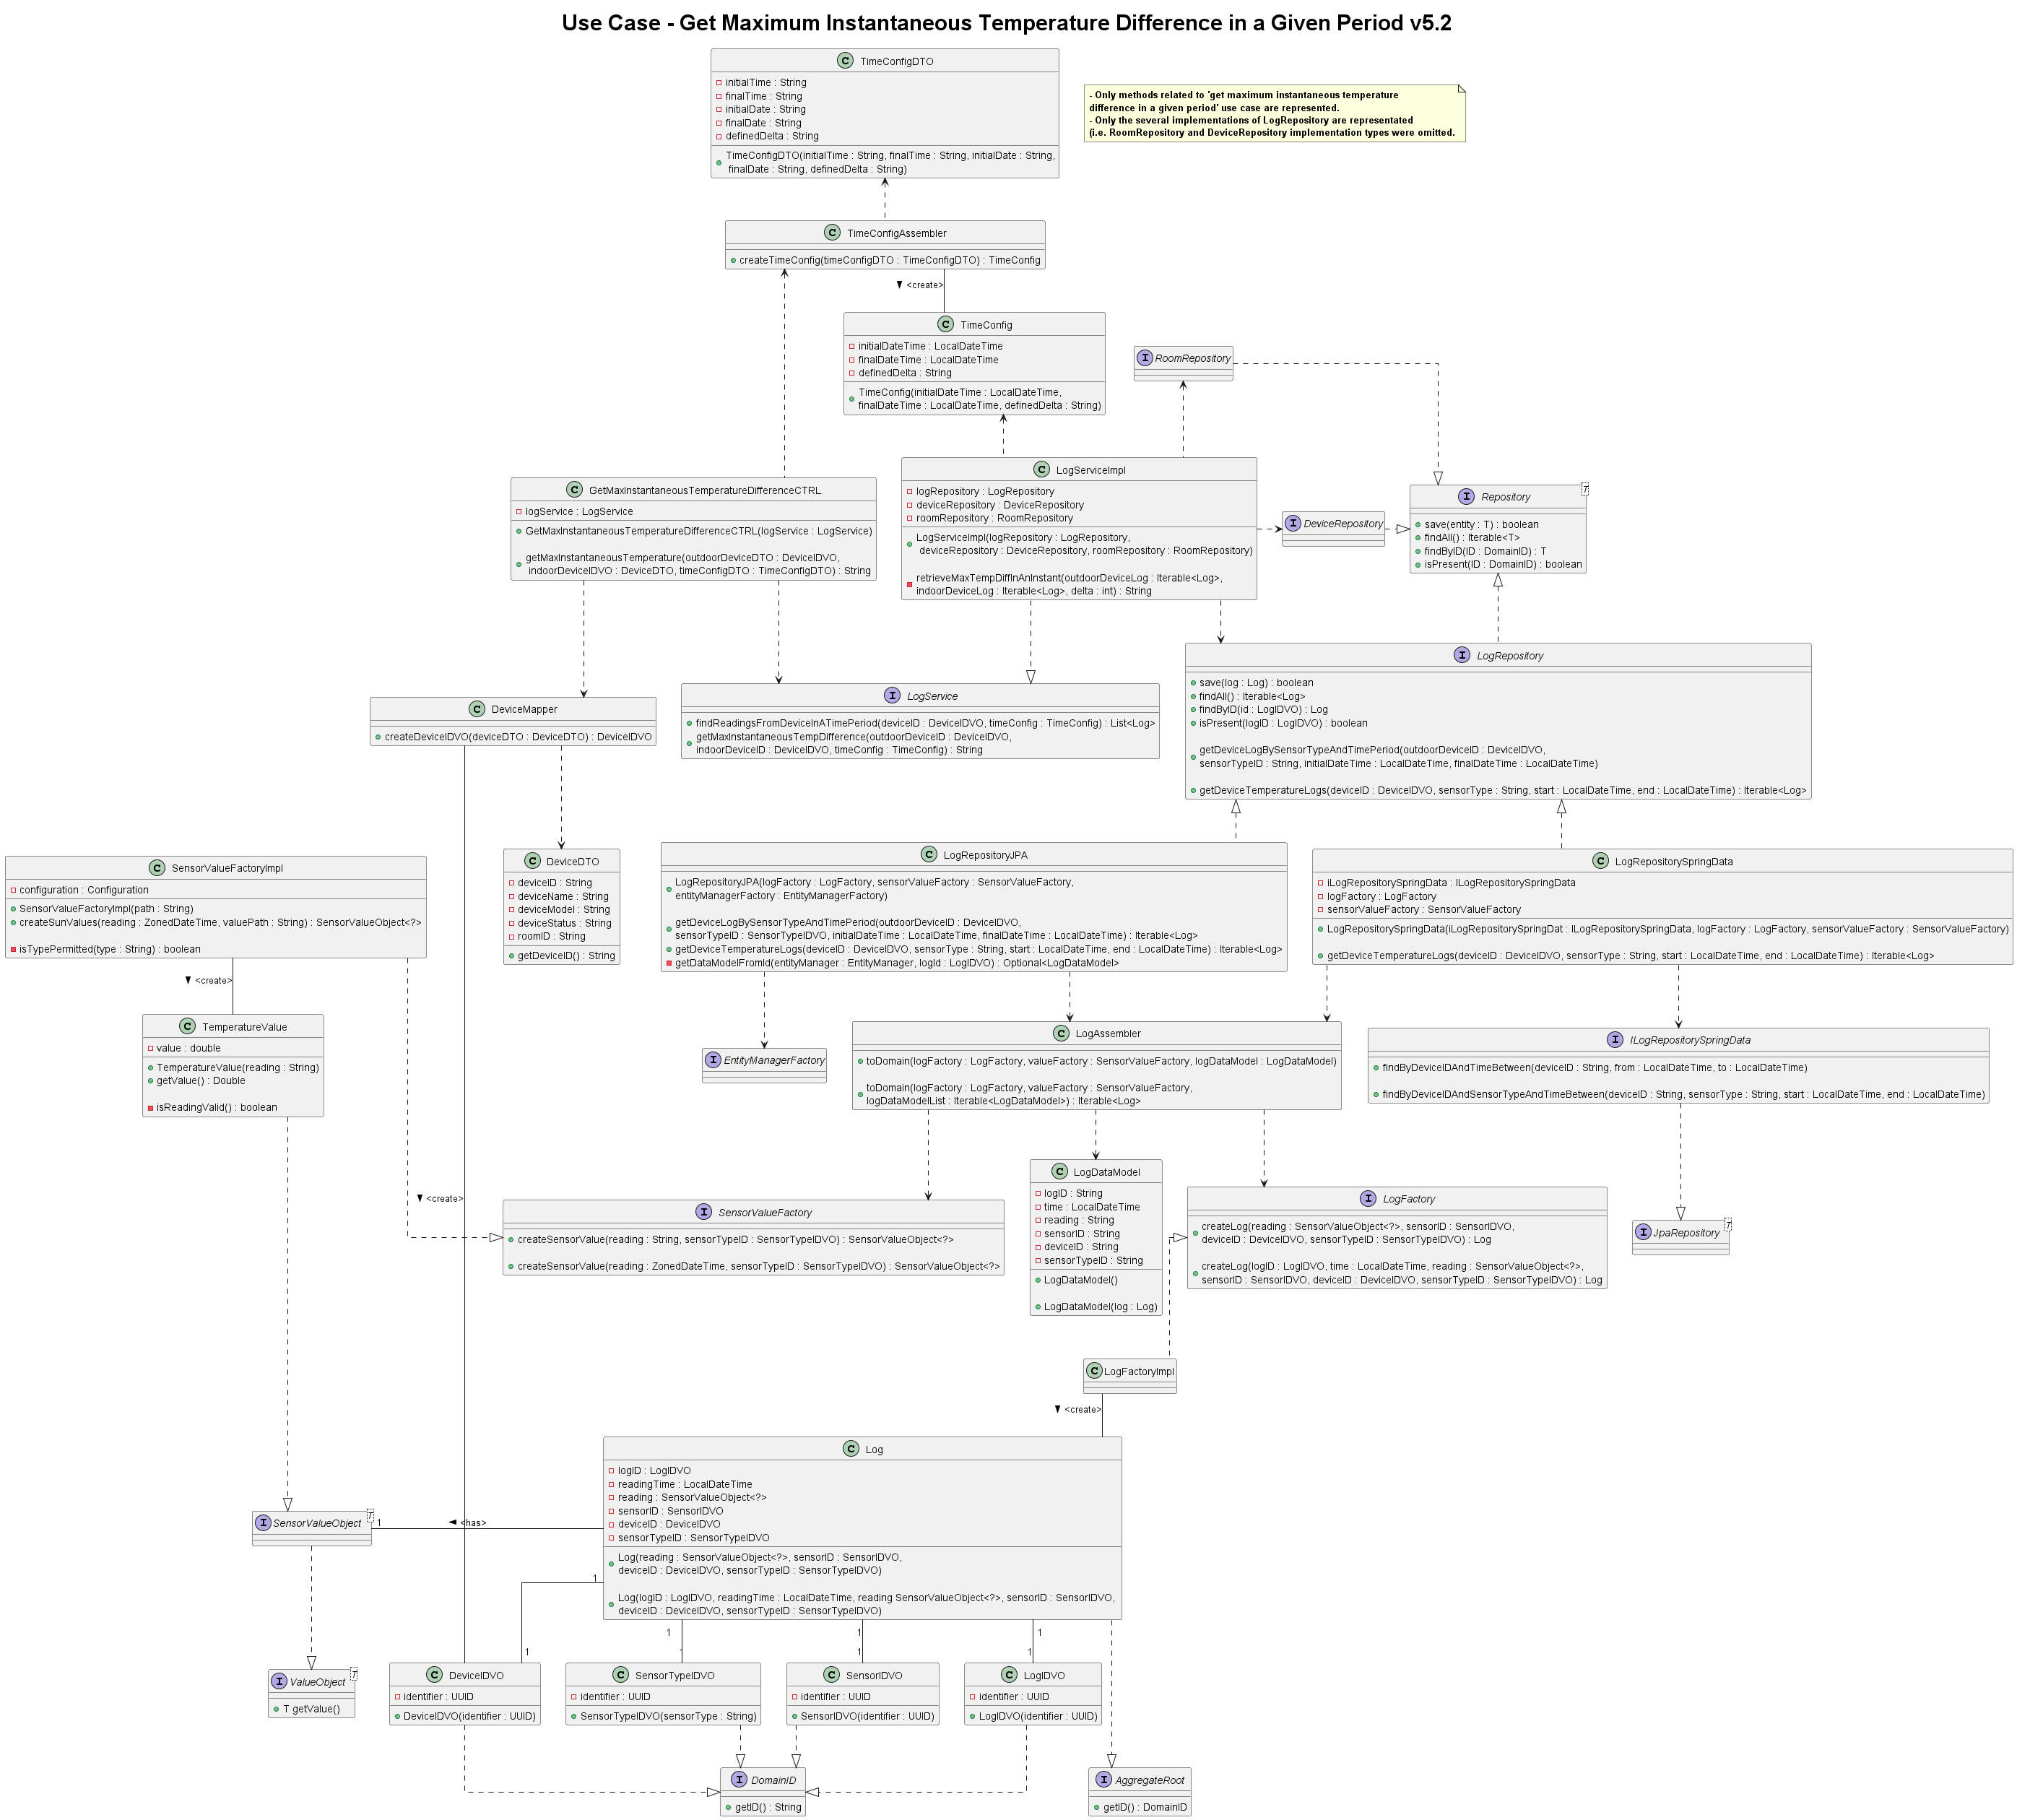 Use Case - Get Maximum Instantaneous Temperature Difference in a Given Period v5.2
TimeConfigDTO
initialTime : String
finalTime : String
initialDate : String
finalDate : String
definedDelta : String
TimeConfigDTO(initialTime : String, finalTime : String, initialDate : String,
finalDate : String, definedDelta : String)
- Only methods related to 'get maximum instantaneous temperature
difference in a given period' use case are represented.
- Only the several implementations of LogRepository are representated
(i.e. RoomRepository and DeviceRepository implementation types were omitted.
TimeConfigAssembler
createTimeConfig(timeConfigDTO : TimeConfigDTO) : TimeConfig
<create>
TimeConfig
initialDateTime : LocalDateTime
finalDateTime : LocalDateTime
definedDelta : String
TimeConfig(initialDateTime : LocalDateTime,
finalDateTime : LocalDateTime, definedDelta : String)
RoomRepository
GetMaxInstantaneousTemperatureDifferenceCTRL
logService : LogService
GetMaxInstantaneousTemperatureDifferenceCTRL(logService : LogService)
getMaxInstantaneousTemperature(outdoorDeviceDTO : DeviceIDVO,
indoorDeviceIDVO : DeviceDTO, timeConfigDTO : TimeConfigDTO) : String
LogServiceImpl
logRepository : LogRepository
deviceRepository : DeviceRepository
roomRepository : RoomRepository
LogServiceImpl(logRepository : LogRepository,
deviceRepository : DeviceRepository, roomRepository : RoomRepository)
retrieveMaxTempDiffInAnInstant(outdoorDeviceLog : Iterable<Log>,
indoorDeviceLog : Iterable<Log>, delta : int) : String
DeviceRepository
Repository
T
save(entity : T) : boolean
findAll() : Iterable<T>
findByID(ID : DomainID) : T
isPresent(ID : DomainID) : boolean
DeviceMapper
createDeviceIDVO(deviceDTO : DeviceDTO) : DeviceIDVO
LogService
findReadingsFromDeviceInATimePeriod(deviceID : DeviceIDVO, timeConfig : TimeConfig) : List<Log>
getMaxInstantaneousTempDifference(outdoorDeviceID : DeviceIDVO,
indoorDeviceID : DeviceIDVO, timeConfig : TimeConfig) : String
LogRepository
save(log : Log) : boolean
findAll() : Iterable<Log>
findByID(id : LogIDVO) : Log
isPresent(logID : LogIDVO) : boolean
getDeviceLogBySensorTypeAndTimePeriod(outdoorDeviceID : DeviceIDVO,
sensorTypeID : String, initialDateTime : LocalDateTime, finalDateTime : LocalDateTime)
getDeviceTemperatureLogs(deviceID : DeviceIDVO, sensorType : String, start : LocalDateTime, end : LocalDateTime) : Iterable<Log>
SensorValueFactoryImpl
configuration : Configuration
SensorValueFactoryImpl(path : String)
createSunValues(reading : ZonedDateTime, valuePath : String) : SensorValueObject<?>
isTypePermitted(type : String) : boolean
DeviceDTO
deviceID : String
deviceName : String
deviceModel : String
deviceStatus : String
roomID : String
getDeviceID() : String
LogRepositoryJPA
LogRepositoryJPA(logFactory : LogFactory, sensorValueFactory : SensorValueFactory,
entityManagerFactory : EntityManagerFactory)
getDeviceLogBySensorTypeAndTimePeriod(outdoorDeviceID : DeviceIDVO,
sensorTypeID : SensorTypeIDVO, initialDateTime : LocalDateTime, finalDateTime : LocalDateTime) : Iterable<Log>
getDeviceTemperatureLogs(deviceID : DeviceIDVO, sensorType : String, start : LocalDateTime, end : LocalDateTime) : Iterable<Log>
getDataModelFromId(entityManager : EntityManager, logId : LogIDVO) : Optional<LogDataModel>
LogRepositorySpringData
iLogRepositorySpringData : ILogRepositorySpringData
logFactory : LogFactory
sensorValueFactory : SensorValueFactory
LogRepositorySpringData(iLogRepositorySpringDat : ILogRepositorySpringData, logFactory : LogFactory, sensorValueFactory : SensorValueFactory)
getDeviceTemperatureLogs(deviceID : DeviceIDVO, sensorType : String, start : LocalDateTime, end : LocalDateTime) : Iterable<Log>
<create>
TemperatureValue
value : double
TemperatureValue(reading : String)
getValue() : Double
isReadingValid() : boolean
EntityManagerFactory
LogAssembler
toDomain(logFactory : LogFactory, valueFactory : SensorValueFactory, logDataModel : LogDataModel)
toDomain(logFactory : LogFactory, valueFactory : SensorValueFactory,
logDataModelList : Iterable<LogDataModel>) : Iterable<Log>
ILogRepositorySpringData
findByDeviceIDAndTimeBetween(deviceID : String, from : LocalDateTime, to : LocalDateTime)
findByDeviceIDAndSensorTypeAndTimeBetween(deviceID : String, sensorType : String, start : LocalDateTime, end : LocalDateTime)
<create>
SensorValueFactory
createSensorValue(reading : String, sensorTypeID : SensorTypeIDVO) : SensorValueObject<?>
createSensorValue(reading : ZonedDateTime, sensorTypeID : SensorTypeIDVO) : SensorValueObject<?>
LogDataModel
logID : String
time : LocalDateTime
reading : String
sensorID : String
deviceID : String
sensorTypeID : String
LogDataModel()
LogDataModel(log : Log)
LogFactory
createLog(reading : SensorValueObject<?>, sensorID : SensorIDVO,
deviceID : DeviceIDVO, sensorTypeID : SensorTypeIDVO) : Log
createLog(logID : LogIDVO, time : LocalDateTime, reading : SensorValueObject<?>,
sensorID : SensorIDVO, deviceID : DeviceIDVO, sensorTypeID : SensorTypeIDVO) : Log
JpaRepository
T
LogFactoryImpl
<create>
Log
logID : LogIDVO
readingTime : LocalDateTime
reading : SensorValueObject<?>
sensorID : SensorIDVO
deviceID : DeviceIDVO
sensorTypeID : SensorTypeIDVO
Log(reading : SensorValueObject<?>, sensorID : SensorIDVO,
deviceID : DeviceIDVO, sensorTypeID : SensorTypeIDVO)
Log(logID : LogIDVO, readingTime : LocalDateTime, reading SensorValueObject<?>, sensorID : SensorIDVO,
deviceID : DeviceIDVO, sensorTypeID : SensorTypeIDVO)
SensorValueObject
T
1
<has>
1
1
1
1
1
1
1
1
ValueObject
T
T getValue()
DeviceIDVO
identifier : UUID
DeviceIDVO(identifier : UUID)
SensorTypeIDVO
identifier : UUID
SensorTypeIDVO(sensorType : String)
SensorIDVO
identifier : UUID
SensorIDVO(identifier : UUID)
LogIDVO
identifier : UUID
LogIDVO(identifier : UUID)
DomainID
getID() : String
AggregateRoot
getID() : DomainID